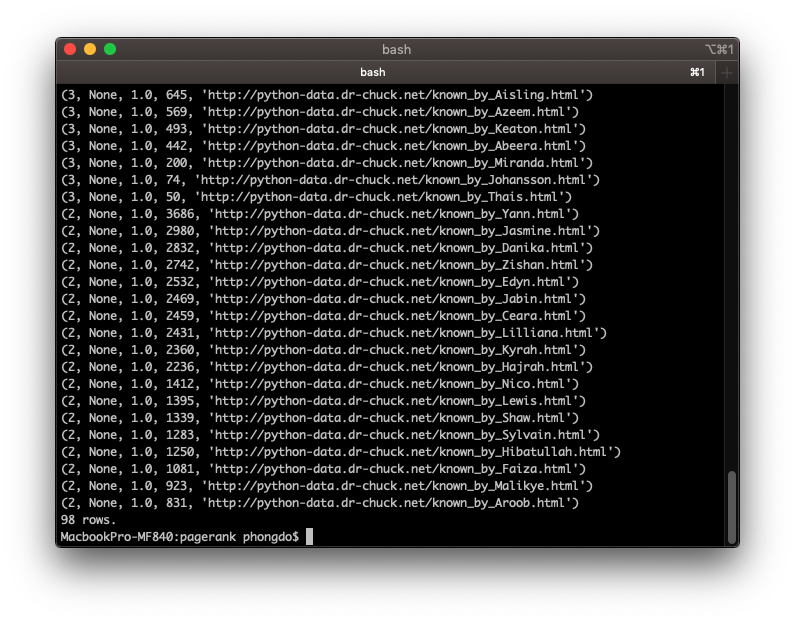 bash
⌥⌘1
bash
⌘1
+
(3, None, 1.0, 645, 'http://python-data.dr-chuck.net/known_by_Aisling.html')
(3, None, 1.0, 569, 'http://python-data.dr-chuck.net/known_by_Azeem.html')
(3, None, 1.0, 493, 'http://python-data.dr-chuck.net/known_by_Keaton.html')
(3, None, 1.0, 442, 'http://python-data.dr-chuck.net/known_by_Abeera.html')
(3, None, 1.0, 200, 'http://python-data.dr-chuck.net/known_by_Miranda.html')
(3, None, 1.0, 74, 'http://python-data.dr-chuck.net/known_by_Johansson.html')
(3, None, 1.0, 50, 'http://python-data.dr-chuck.net/known_by_Thais.html')
(2, None, 1.0, 3686, 'http://python-data.dr-chuck.net/known_by_Yann.html')
(2, None, 1.0, 2980, 'http://python-data.dr-chuck.net/known_by_Jasmine.html')
(2, None, 1.0, 2832, 'http://python-data.dr-chuck.net/known_by_Danika.html')
(2, None, 1.0, 2742, 'http://python-data.dr-chuck.net/known_by_Zishan.html')
(2, None, 1.0, 2532, 'http://python-data.dr-chuck.net/known_by_Edyn.html')
(2, None, 1.0, 2469, 'http://python-data.dr-chuck.net/known_by_Jabin.html')
(2, None, 1.0, 2459, 'http://python-data.dr-chuck.net/known_by_Ceara.html')
(2, None, 1.0, 2431, 'http://python-data.dr-chuck.net/known_by_Lilliana.html')
(2, None, 1.0, 2360, 'http://python-data.dr-chuck.net/known_by_Kyrah.html')
(2, None, 1.0, 2236, 'http://python-data.dr-chuck.net/known_by_Hajrah.html')
(2, None, 1.0, 1412, 'http://python-data.dr-chuck.net/known_by_Nico.html')
(2, None, 1.0, 1395, 'http://python-data.dr-chuck.net/known_by_Lewis.html')
(2, None, 1.0, 1339, 'http://python-data.dr-chuck.net/known_by_Shaw.html')
(2, None, 1.0, 1283, 'http://python-data.dr-chuck.net/known_by_Sylvain.html')
(2, None, 1.0, 1250, 'http://python-data.dr-chuck.net/known_by_Hibatullah.html')
(2, None, 1.0, 1081, 'http://python-data.dr-chuck.net/known_by_Faiza.html')
(2, None, 1.0, 923, 'http://python-data.dr-chuck.net/known_by_Malikye.html')
(2, None, 1.0, 831, 'http://python-data.dr-chuck.net/known_by_Aroob.html')
98 rows.
MacbookPro-MF840:pagerank phongdo$